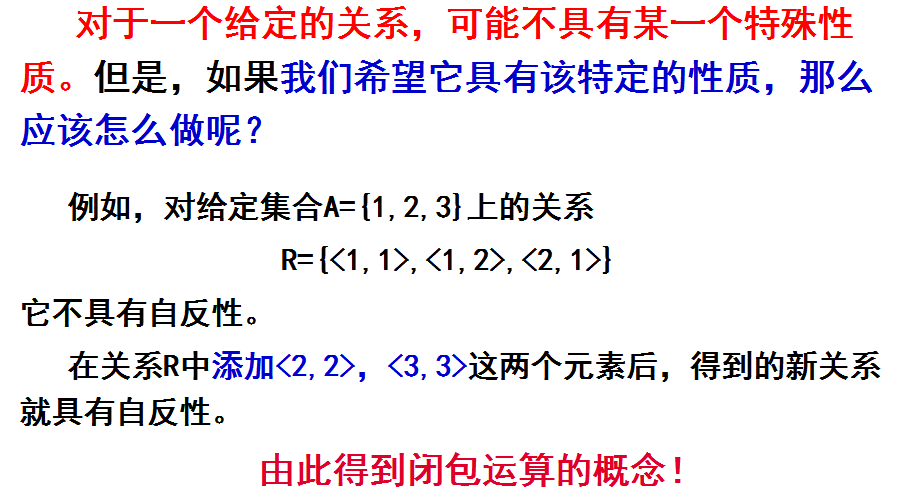 对于一个给定的关系，可能不具有某一个特殊性
质。但是，如果我们希望它具有该特定的性质，那么
应该怎么做呢？
例如，对给定集合A={1,2,3}上的关系
R={<1,1>,<1,2>,<2,1>}
它不具有自反性。
在关系R中添加<2,2>，<3,3>这两个元素后，得到的新关系
就具有自反性。
由此得到闭包运算的概念！